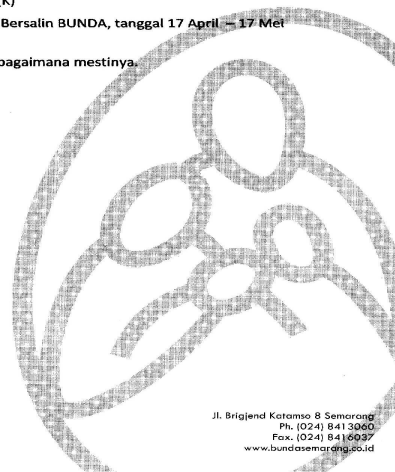 (K)
Bersalin BUNDA, tanggal 17 April – 17 Mei
bagaimana mestinya.
Jl. Brigjend Katamso 8 Semarang
Ph. (024) 8413060
Fax. (024) 8416037
www.bundasemarang.co.id